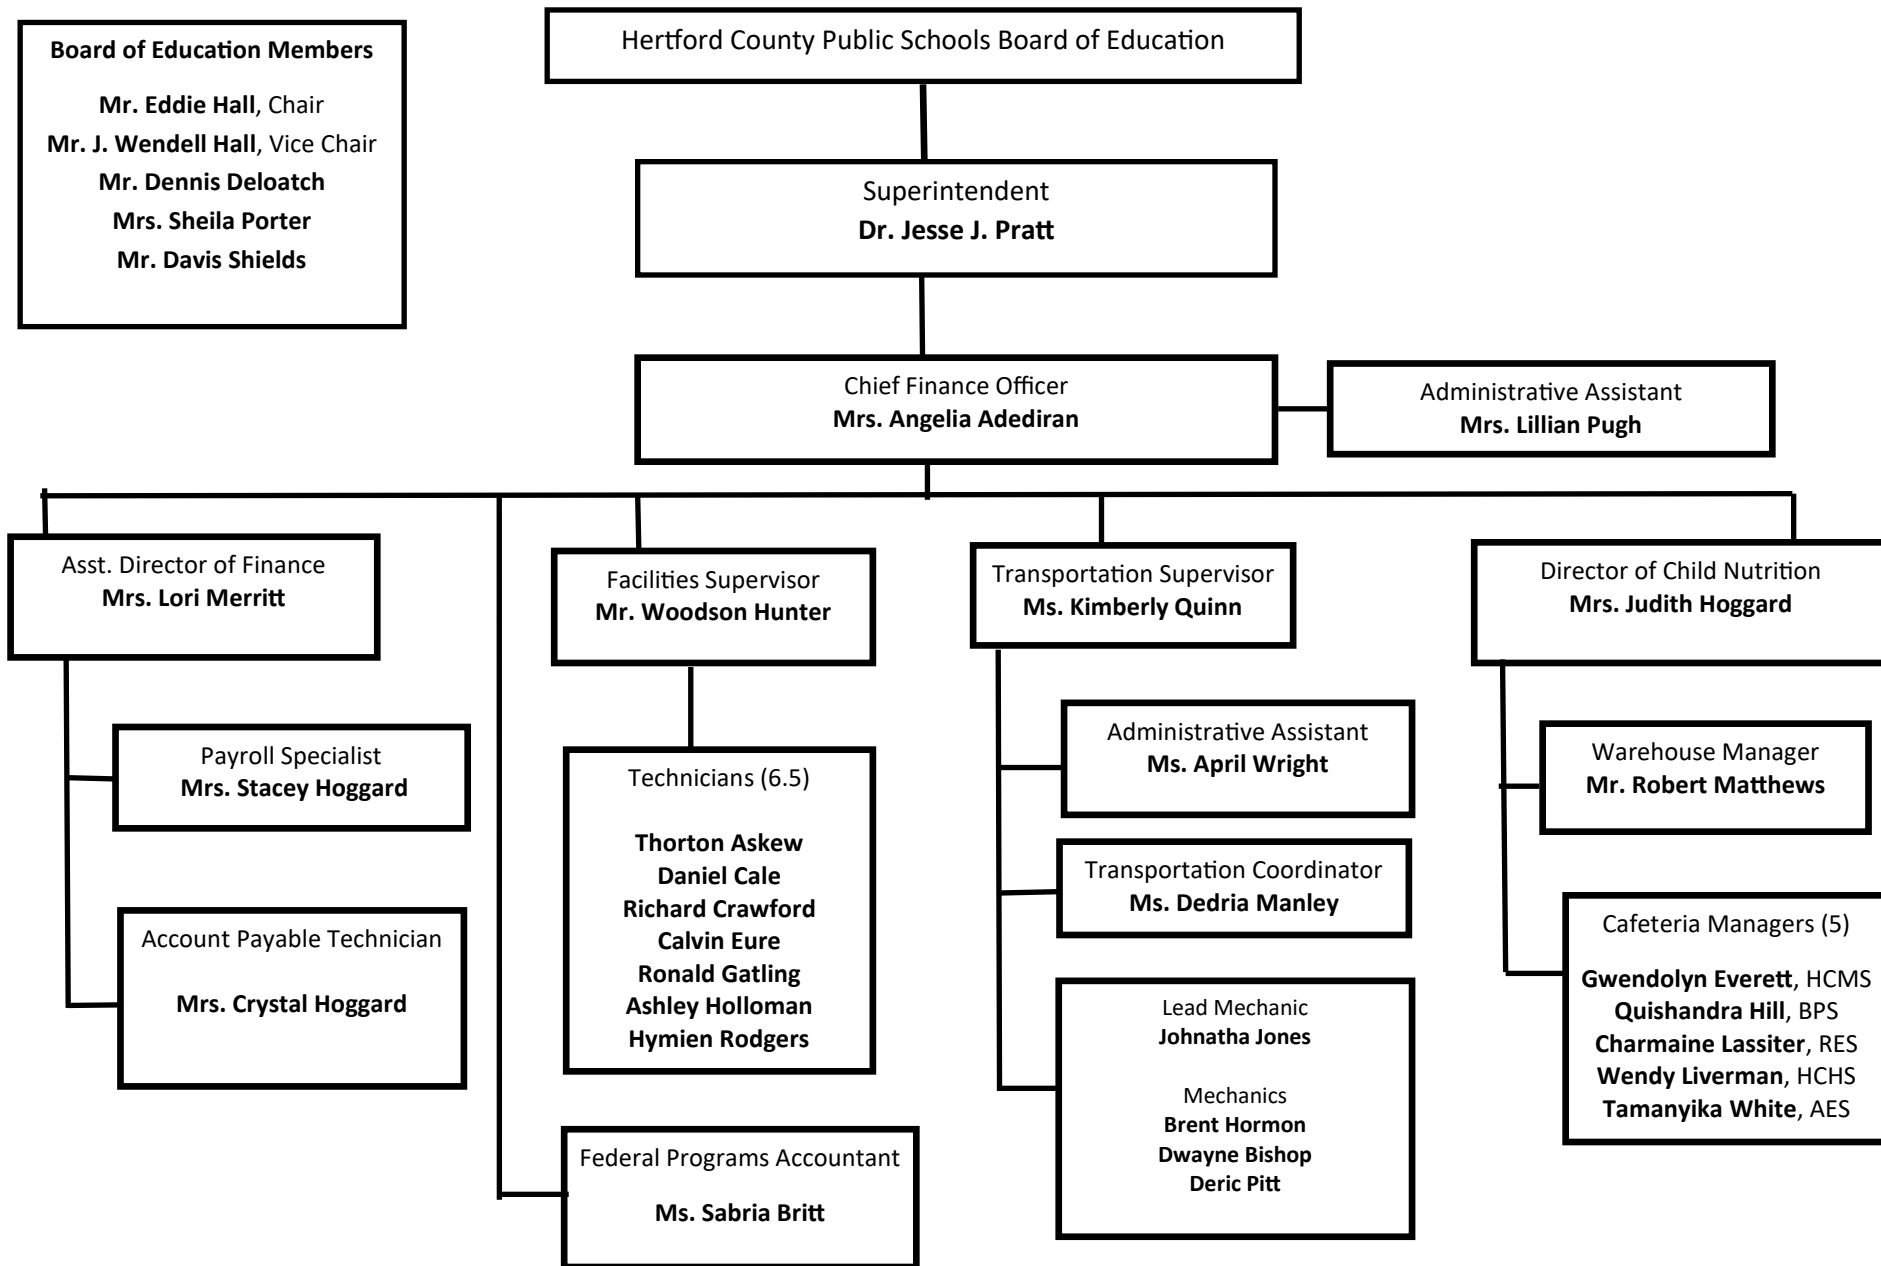 Board of Education Members
Mr. Eddie Hall, Chair
Mr. J. Wendell Hall, Vice Chair
Mr. Dennis Deloatch
Mrs. Sheila Porter
Mr. Davis Shields
Hertford County Public Schools Board of Education
Superintendent
Dr. Jesse J. Pratt
Chief Finance Officer
Mrs. Angelia Adediran
Administrative Assistant
Mrs. Lillian Pugh
Asst. Director of Finance
Mrs. Lori Merritt
Payroll Specialist
Mrs. Stacey Hoggard
Account Payable Technician
Mrs. Crystal Hoggard
Facilities Supervisor
Mr. Woodson Hunter
Technicians (6.5)
Thorton Askew
Daniel Cale
Richard Crawford
Calvin Eure
Ronald Gatling
Ashley Holloman
Hymien Rodgers
Federal Programs Accountant
Ms. Sabria Britt
Transportation Supervisor
Ms. Kimberly Quinn
Administrative Assistant
Ms. April Wright
Transportation Coordinator
Ms. Dedria Manley
Lead Mechanic
Johnatha Jones
Mechanics
Brent Hormon
Dwayne Bishop
Deric Pitt
Director of Child Nutrition
Mrs. Judith Hoggard
Warehouse Manager
Mr. Robert Matthews
Cafeteria Managers (5)
Gwendolyn Everett, HCMS
Quishandra Hill, BPS
Charmaine Lassiter, RES
Wendy Liverman, HCHS
Tamanyika White, AES